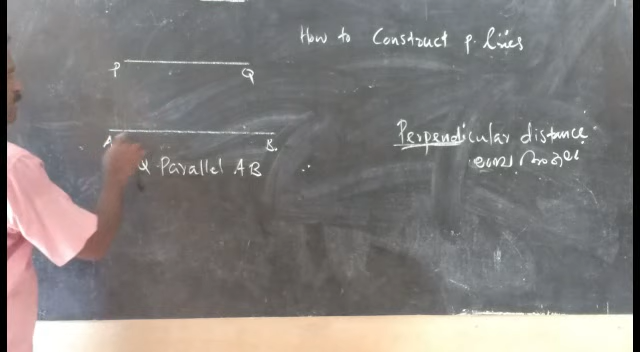 How to Construct p. lines
P Q
A B.
Parallel AB
Perpendicular distance